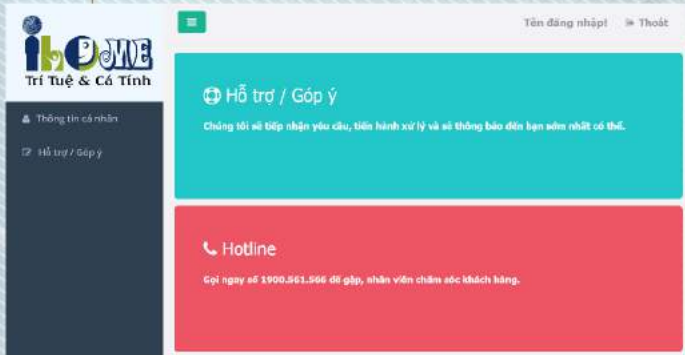 ihOME
Trí Tuệ & Cá Tính
Thông tin cá nhân
Hỗ trợ / Góp ý
Tên đăng nhập! Thoát
Hỗ trợ / Góp ý
Chúng tôi sẽ tiếp nhận yêu cầu, tiến hành xử lý và sẽ thông báo đến bạn sớm nhất có thể.
Hotline
Gọi ngay số 1900.561.566 để gặp, nhân viên chăm sóc khách hàng.